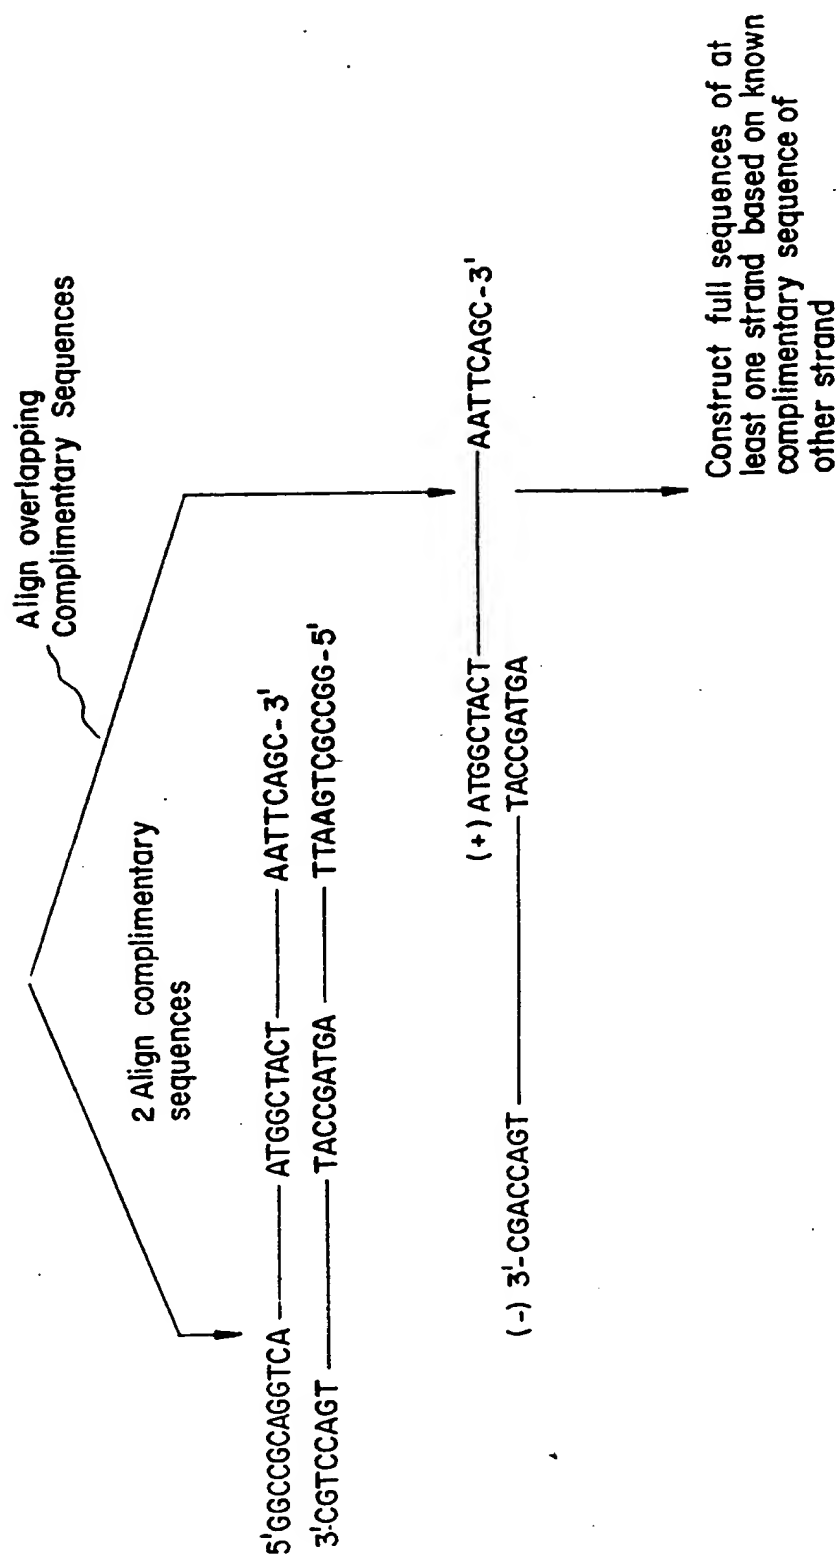 Align overlapping
Complimentary Sequences
2 Align complimentary
sequences
5'GGCCGCAGGTCA ATGGCTACT AATTCAGC-3'
3'-CGTCCAGT TACCGATGA TTAAGTCGCCGG-5'
(+) ATGGCTACT AATTCAGC-3'
(-) 3'-CGACCAGT TACCGATGA
Construct full sequences of at
least one strand based on known
complimentary sequence of
other strand